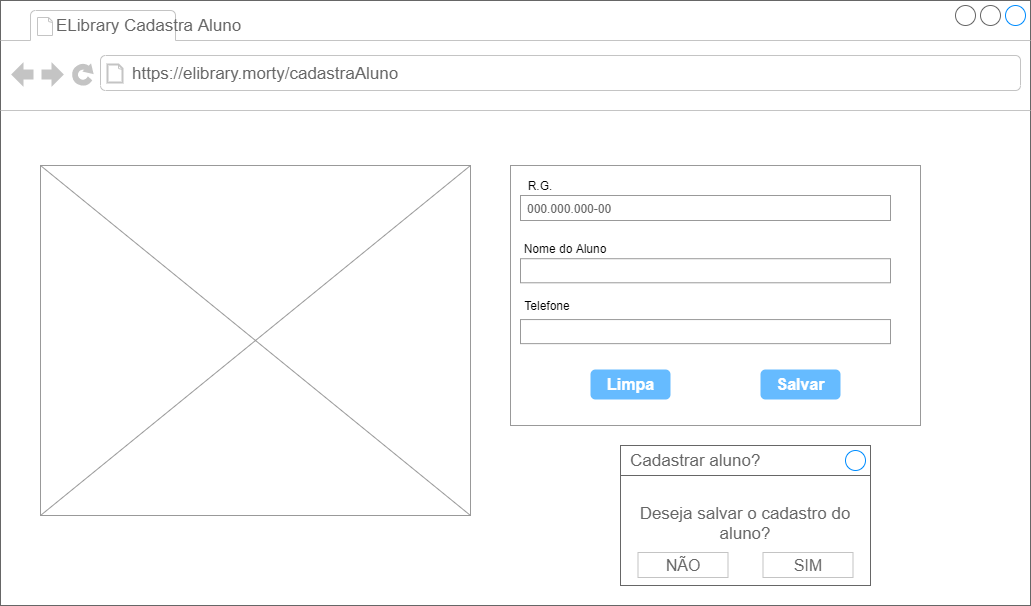 ELibrary Cadastra Aluno
https://elibrary.morty/cadastraAluno
R.G.
000.000.000-00
Nome do Aluno
Telefone
Limpa
Salvar
Cadastrar aluno?
Deseja salvar o cadastro do
aluno?
NÃO
SIM